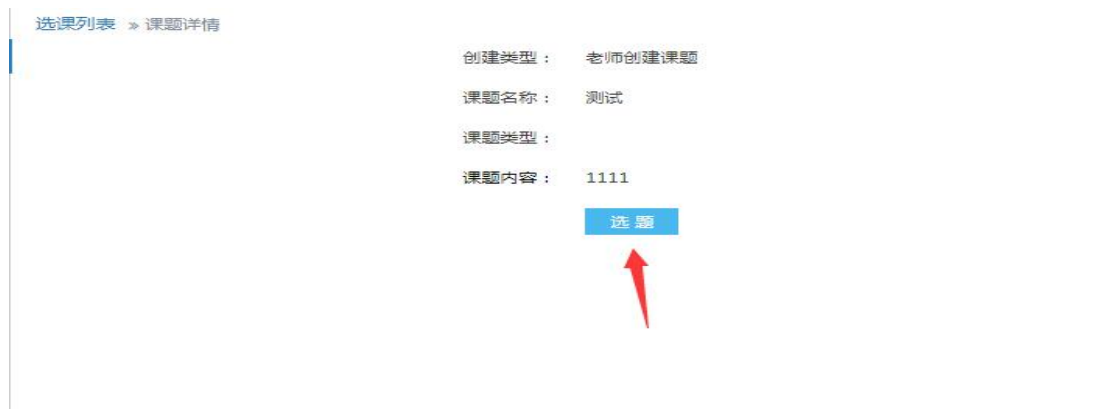 选课列表 » 课题详情
创建类型： 老师创建课题
课题名称： 测试
课题类型：
课题内容： 1111
选 题